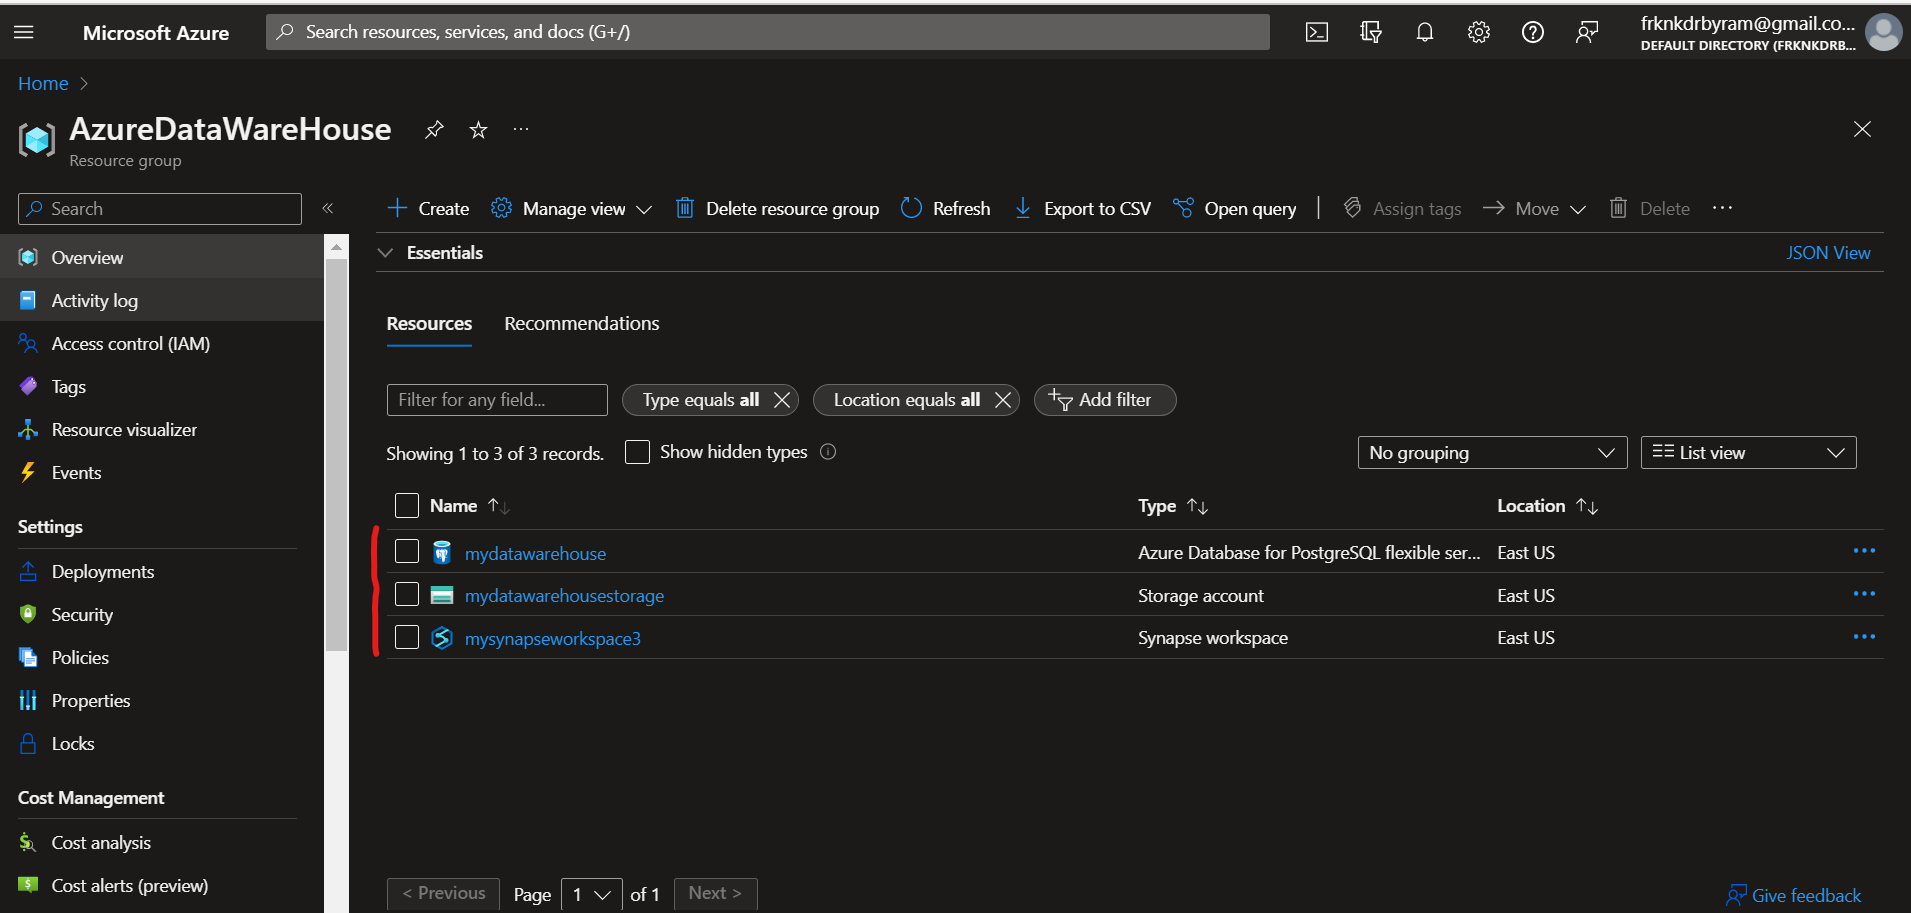 Microsoft Azure
Search resources, services, and docs (G+/)
frknkdrbyram@gmail.co...
DEFAULT DIRECTORY (FRKNKDRB...
Home
AzureDataWareHouse
Resource group
Search
Create
Manage view
Delete resource group
Refresh
Export to CSV
Open query
Assign tags
Move
Delete
Overview
Activity log
Access control (IAM)
Tags
Resource visualizer
Events
Settings
Deployments
Security
Policies
Properties
Locks
Cost Management
Cost analysis
Cost alerts (preview)
Essentials
JSON View
Resources Recommendations
Filter for any field...
Type equals all
Location equals all
Add filter
Showing 1 to 3 of 3 records.
Show hidden types
No grouping
List view
Name Type Location
mydatawarehouse Azure Database for PostgreSQL flexible ser... East US
mydatawarehousestorage Storage account East US
mysynapseworkspace3 Synapse workspace East US
< Previous Page 1 of 1 Next >
Give feedback